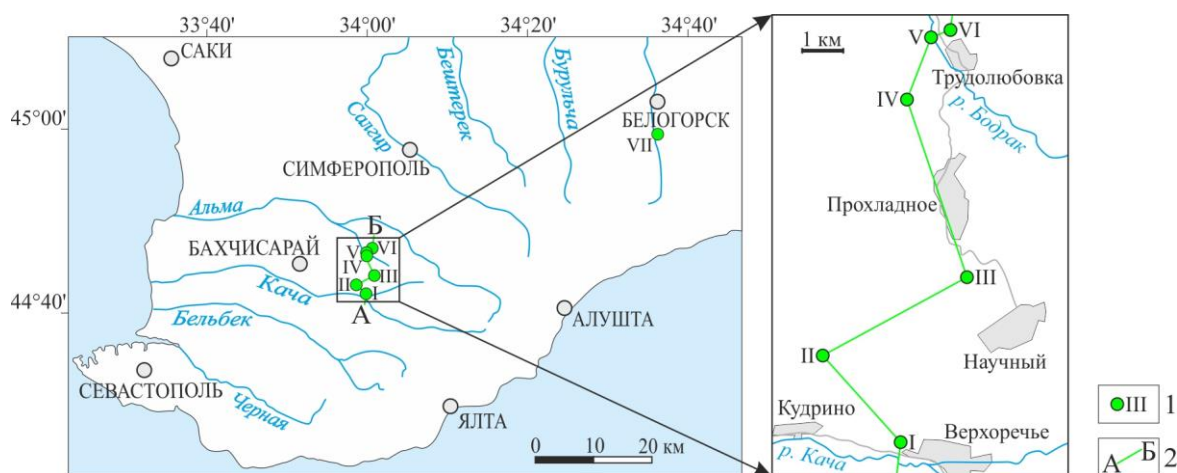 33°40' 34°00' 34°20' 34°40'
САКИ
45°00'
44°40'
Салгир
Бештерек
Бурульча
БЕЛОГОРСК
VII
СИМФЕРОПОЛЬ
Альма
Б
БАХЧИСАРАЙ
V VI
IV
III
II
I
Кача
А
Бельбек
АЛУШТА
СЕВАСТОПОЛЬ
Черная
ЯЛТА
0 10 20 км
1 км
V VI
Трудолюбовка
IV
р. Бодрак
Прохладное
III
II
Научный
Кудрино
I
Верхоречье
р. Кача
III 1
А Б 2